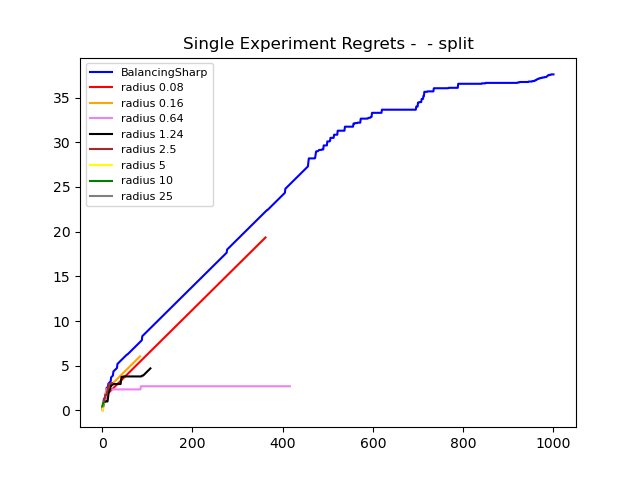 Single Experiment Regrets -  - split
BalancingSharp
radius 0.08
radius 0.16
radius 0.64
radius 1.24
radius 2.5
radius 5
radius 10
radius 25
35
30
25
20
15
10
5
0
0 200 400 600 800 1000